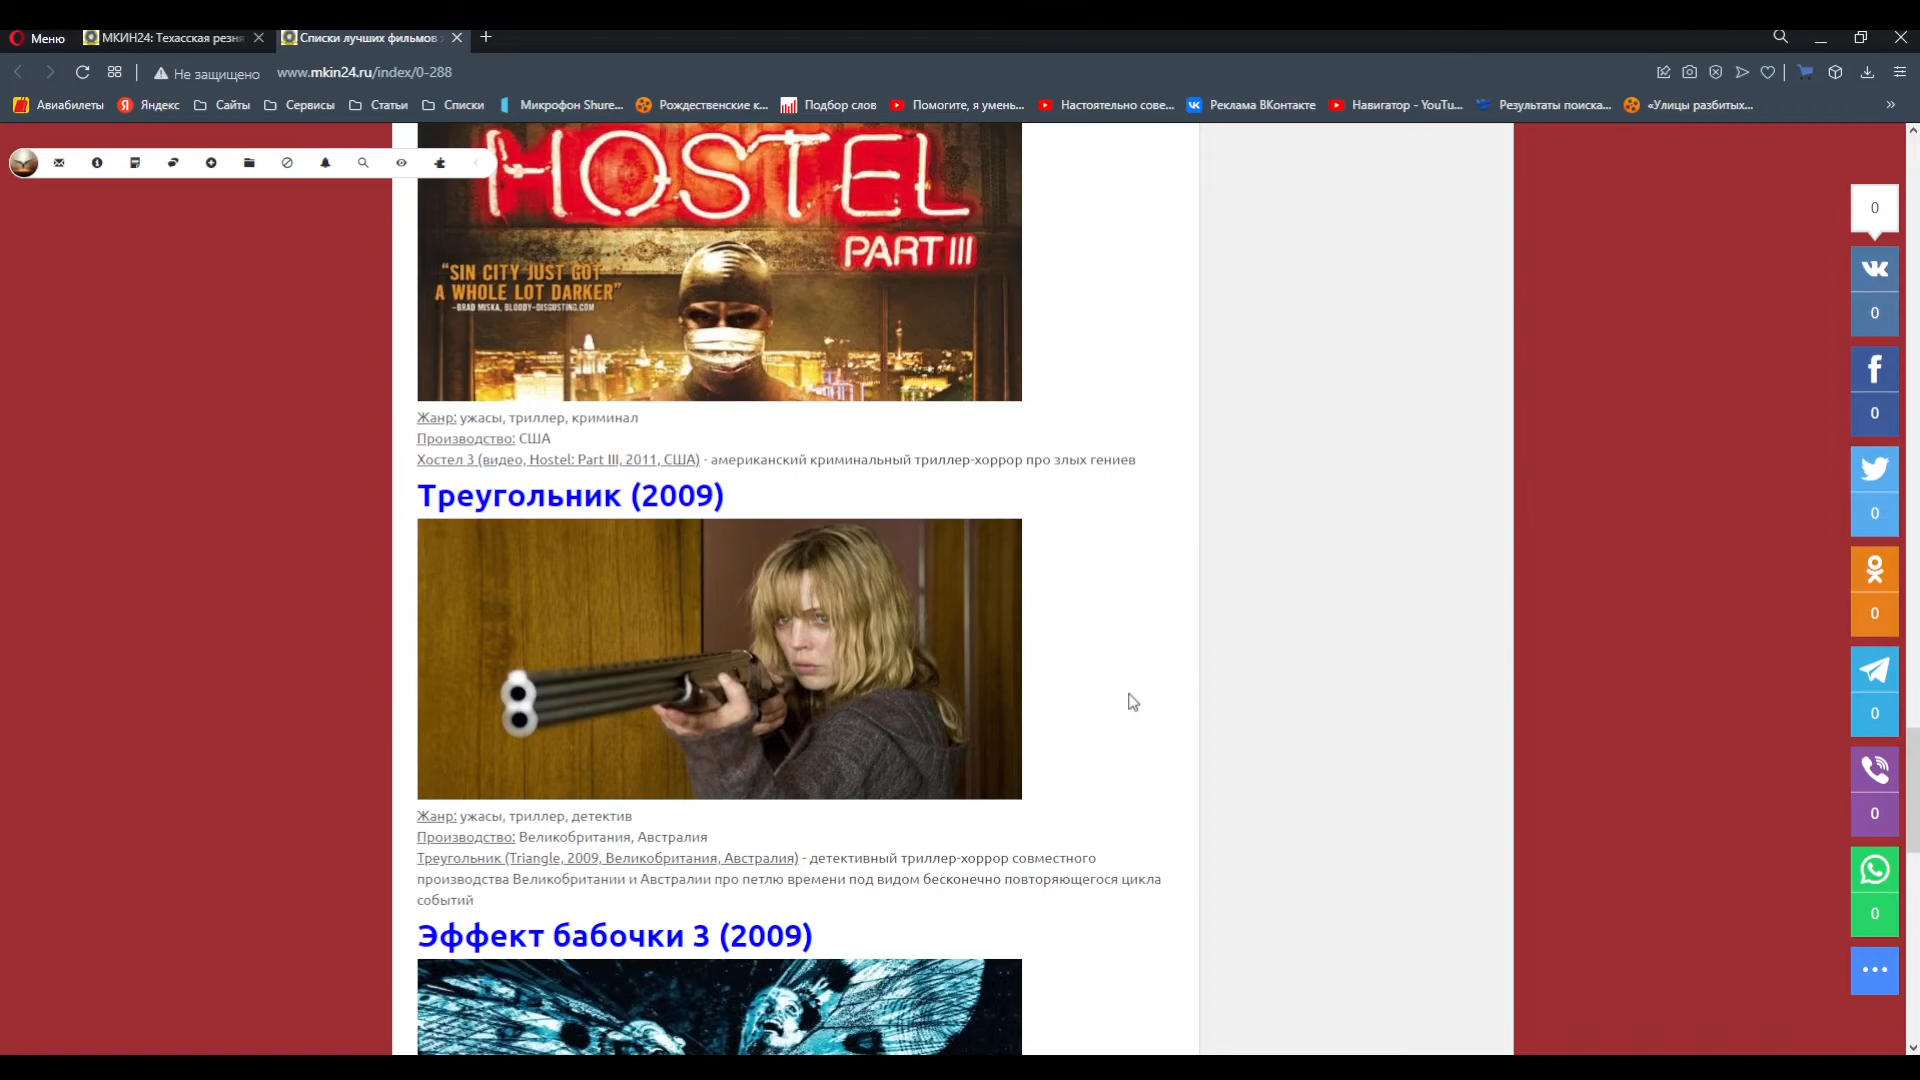 Меню
МКИН24: Техасская резня
Списки лучших фильмов
Не защищено
www.mkin24.ru/index/0-288
Авиабилеты
Яндекс
Сайты
Сервисы
Статьи
Списки
Микрофон Shure...
Рождественские к...
Подбор слов
Помогите, я умень...
Настоятельно сове...
Реклама ВКонтакте
Навигатор - YouTu...
Результаты поиска...
«Улицы разбитых...
HOSTEL
PART III
"SIN CITY JUST GOT
A WHOLE LOT DARKER"
-BRAD MISKA, BLOODY-DISGUSTING.COM
Жанр: ужасы, триллер, криминал
Производство: США
Хостел 3 (видео, Hostel: Part III, 2011, США) - американский криминальный триллер-хоррор про злых гениев
Треугольник (2009)
Жанр: ужасы, триллер, детектив
Производство: Великобритания, Австралия
Треугольник (Triangle, 2009, Великобритания, Австралия) - детективный триллер-хоррор совместного
производства Великобритании и Австралии про петлю времени под видом бесконечно повторяющегося цикла
событий
Эффект бабочки 3 (2009)
0
0
0
0
0
0
0
0